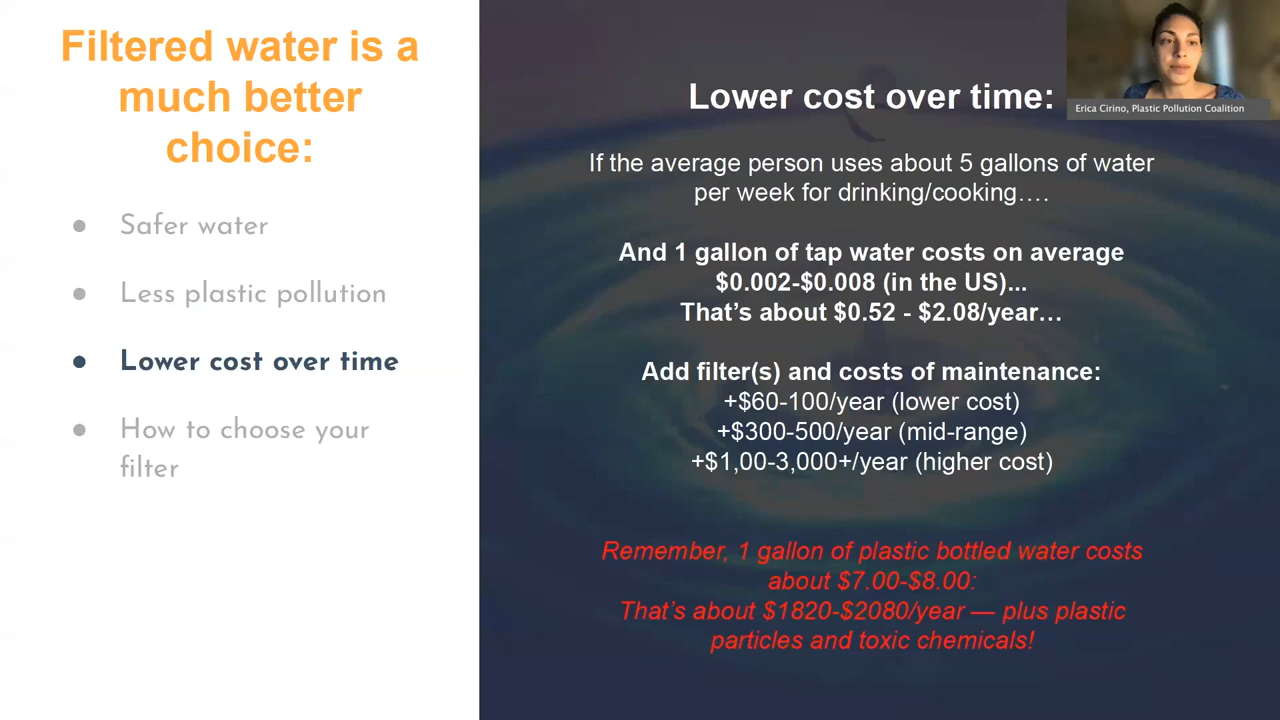 Filtered water is a
much better
choice:
● Safer water
● Less plastic pollution
● Lower cost over time
● How to choose your
filter
Lower cost over time:
If the average person uses about 5 gallons of water
per week for drinking/cooking….
And 1 gallon of tap water costs on average
$0.002-$0.008 (in the US)...
That’s about $0.52 - $2.08/year…
Add filter(s) and costs of maintenance:
+$60-100/year (lower cost)
+$300-500/year (mid-range)
+$1,00-3,000+/year (higher cost)
Remember, 1 gallon of plastic bottled water costs
about $7.00-$8.00:
That’s about $1820-$2080/year — plus plastic
particles and toxic chemicals!
Erica Cirino, Plastic Pollution Coalition